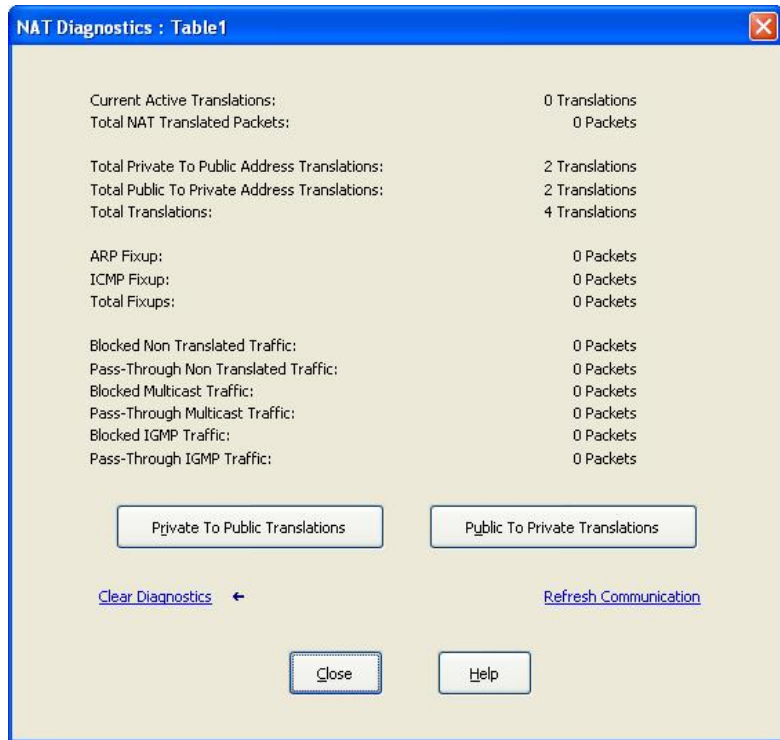 NAT Diagnostics : Table1
Current Active Translations: 0 Translations
Total NAT Translated Packets: 0 Packets
Total Private To Public Address Translations: 2 Translations
Total Public To Private Address Translations: 2 Translations
Total Translations: 4 Translations
ARP Fixup: 0 Packets
ICMP Fixup: 0 Packets
Total Fixups: 0 Packets
Blocked Non Translated Traffic: 0 Packets
Pass-Through Non Translated Traffic: 0 Packets
Blocked Multicast Traffic: 0 Packets
Pass-Through Multicast Traffic: 0 Packets
Blocked IGMP Traffic: 0 Packets
Pass-Through IGMP Traffic: 0 Packets
Private To Public Translations Public To Private Translations
Clear Diagnostics ← Refresh Communication
Close Help